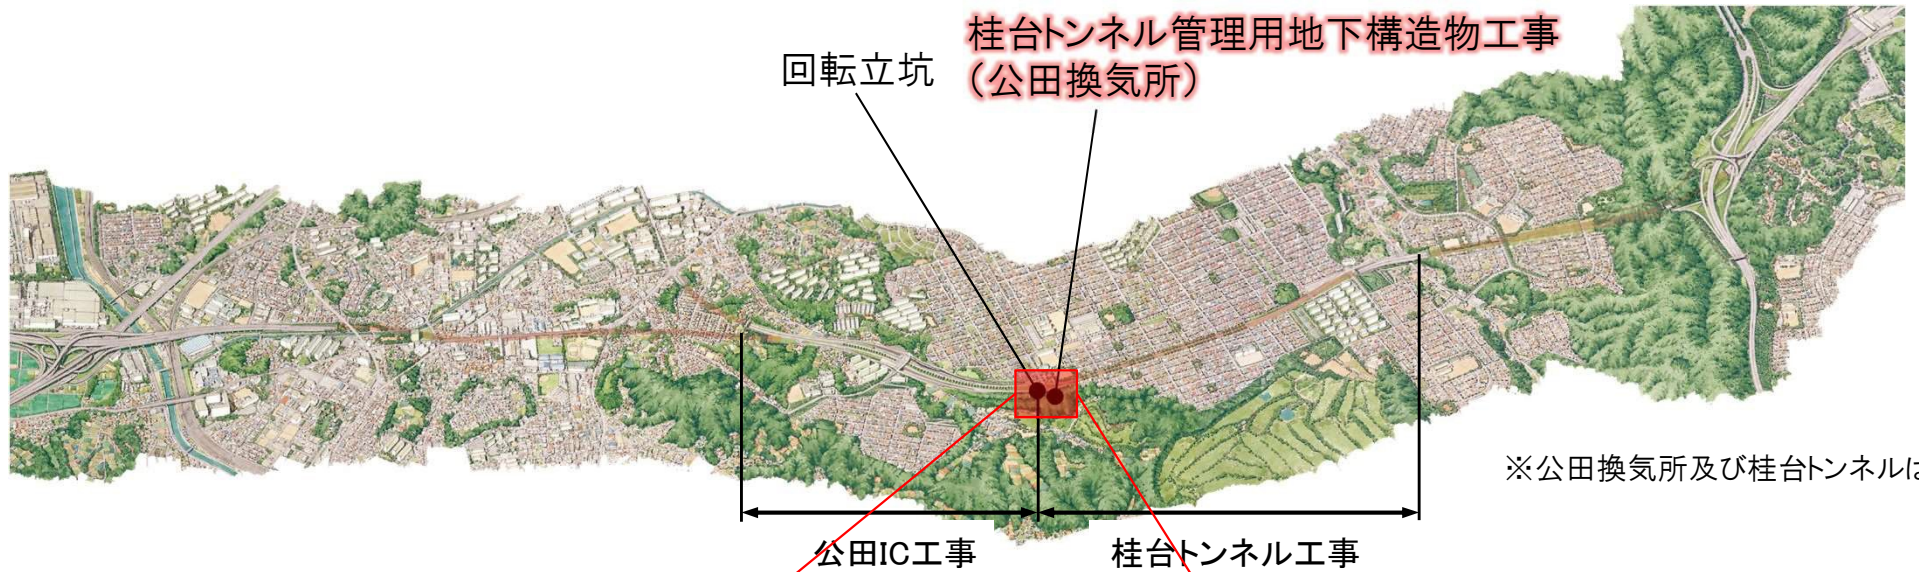 桂台トンネル管理用地下構造物工事
（公田換気所）
回転立坑
※公田換気所及び桂台トンネルは
公田IC工事
桂台トンネル工事